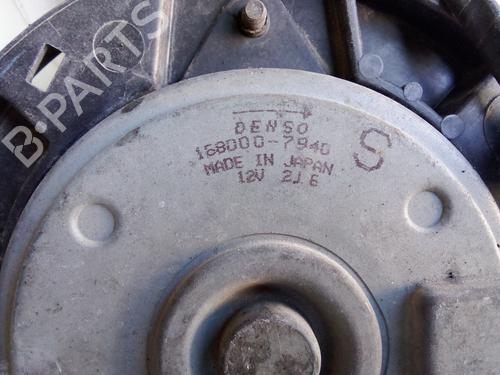 DENSO
168000-7940
MADE IN JAPAN
12V 2J 6
S
B-PARTS